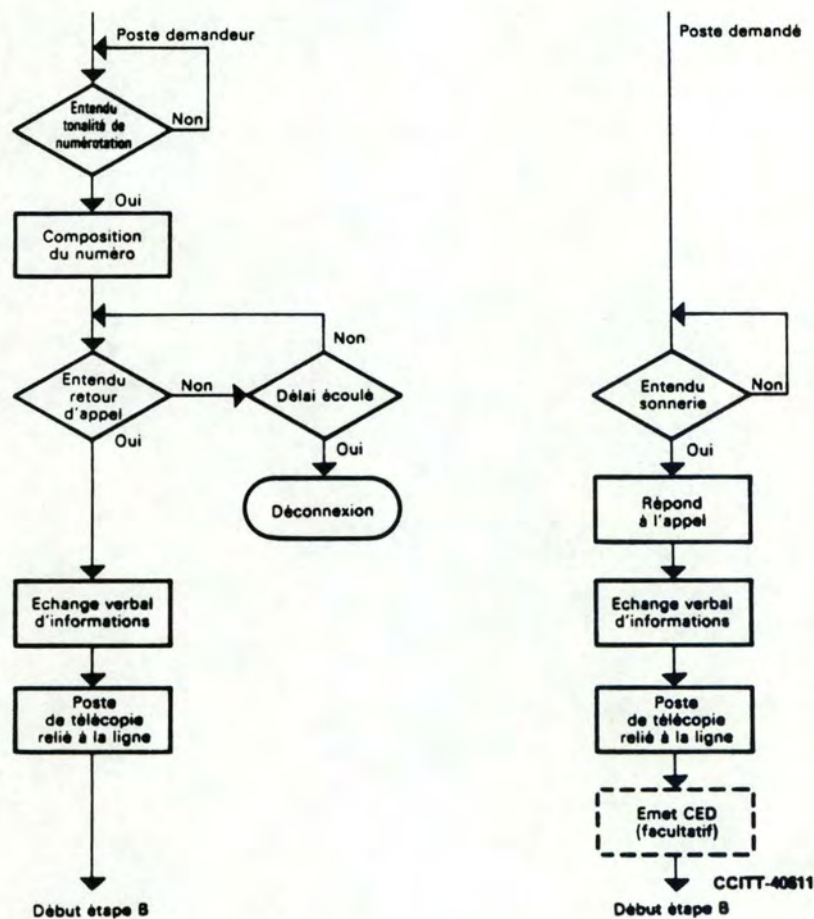 Poste demandeur
Entendu
tonalité de
numérotation
Non
Oui
Composition
du numéro
Entendu
retour
d'appel
Non
Oui
Délai écoulé
Non
Oui
Déconnexion
Echange verbal
d'informations
Poste
de télécopie
relié à la ligne
Début étape B
Poste demandé
Entendu
sonnerie
Non
Oui
Répond
à l'appel
Echange verbal
d'informations
Poste
de télécopie
relié à la ligne
Emet CED
(facultatif)
CCITT-40611
Début étape B